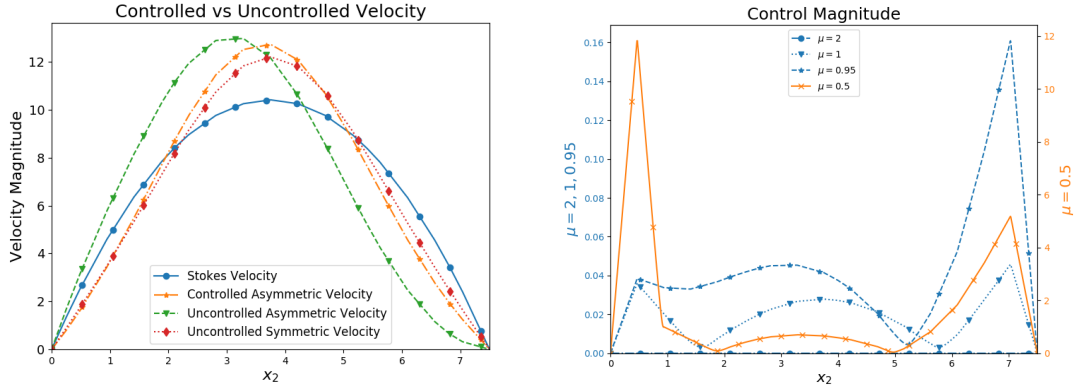 Controlled vs Uncontrolled Velocity
Velocity Magnitude
12
10
8
6
4
2
0
Stokes Velocity
Controlled Asymmetric Velocity
Uncontrolled Asymmetric Velocity
Uncontrolled Symmetric Velocity
0 1 2 3 4 5 6 7
x₂
Control Magnitude
μ = 2, 1, 0.95
0.16
0.14
0.12
0.10
0.08
0.06
0.04
0.02
0.00
μ = 2
μ = 1
μ = 0.95
μ = 0.5
12
10
8
6
4
2
0
μ = 0.5
0 1 2 3 4 5 6 7
x₂